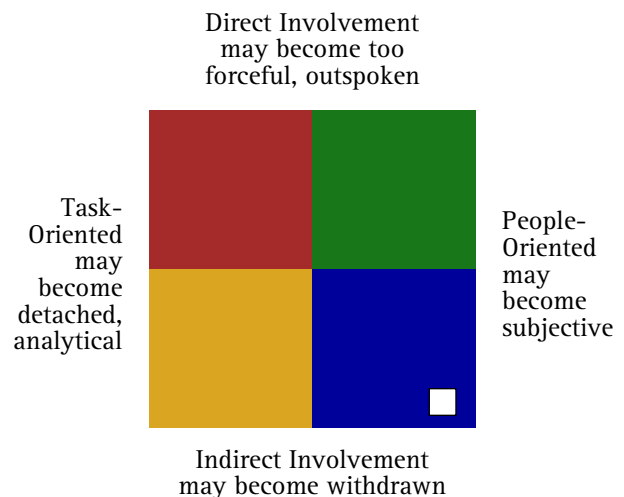 Direct Involvement
may become too
forceful, outspoken
Task-
Oriented
may
become
detached,
analytical
People-
Oriented
may
become
subjective
Indirect Involvement
may become withdrawn